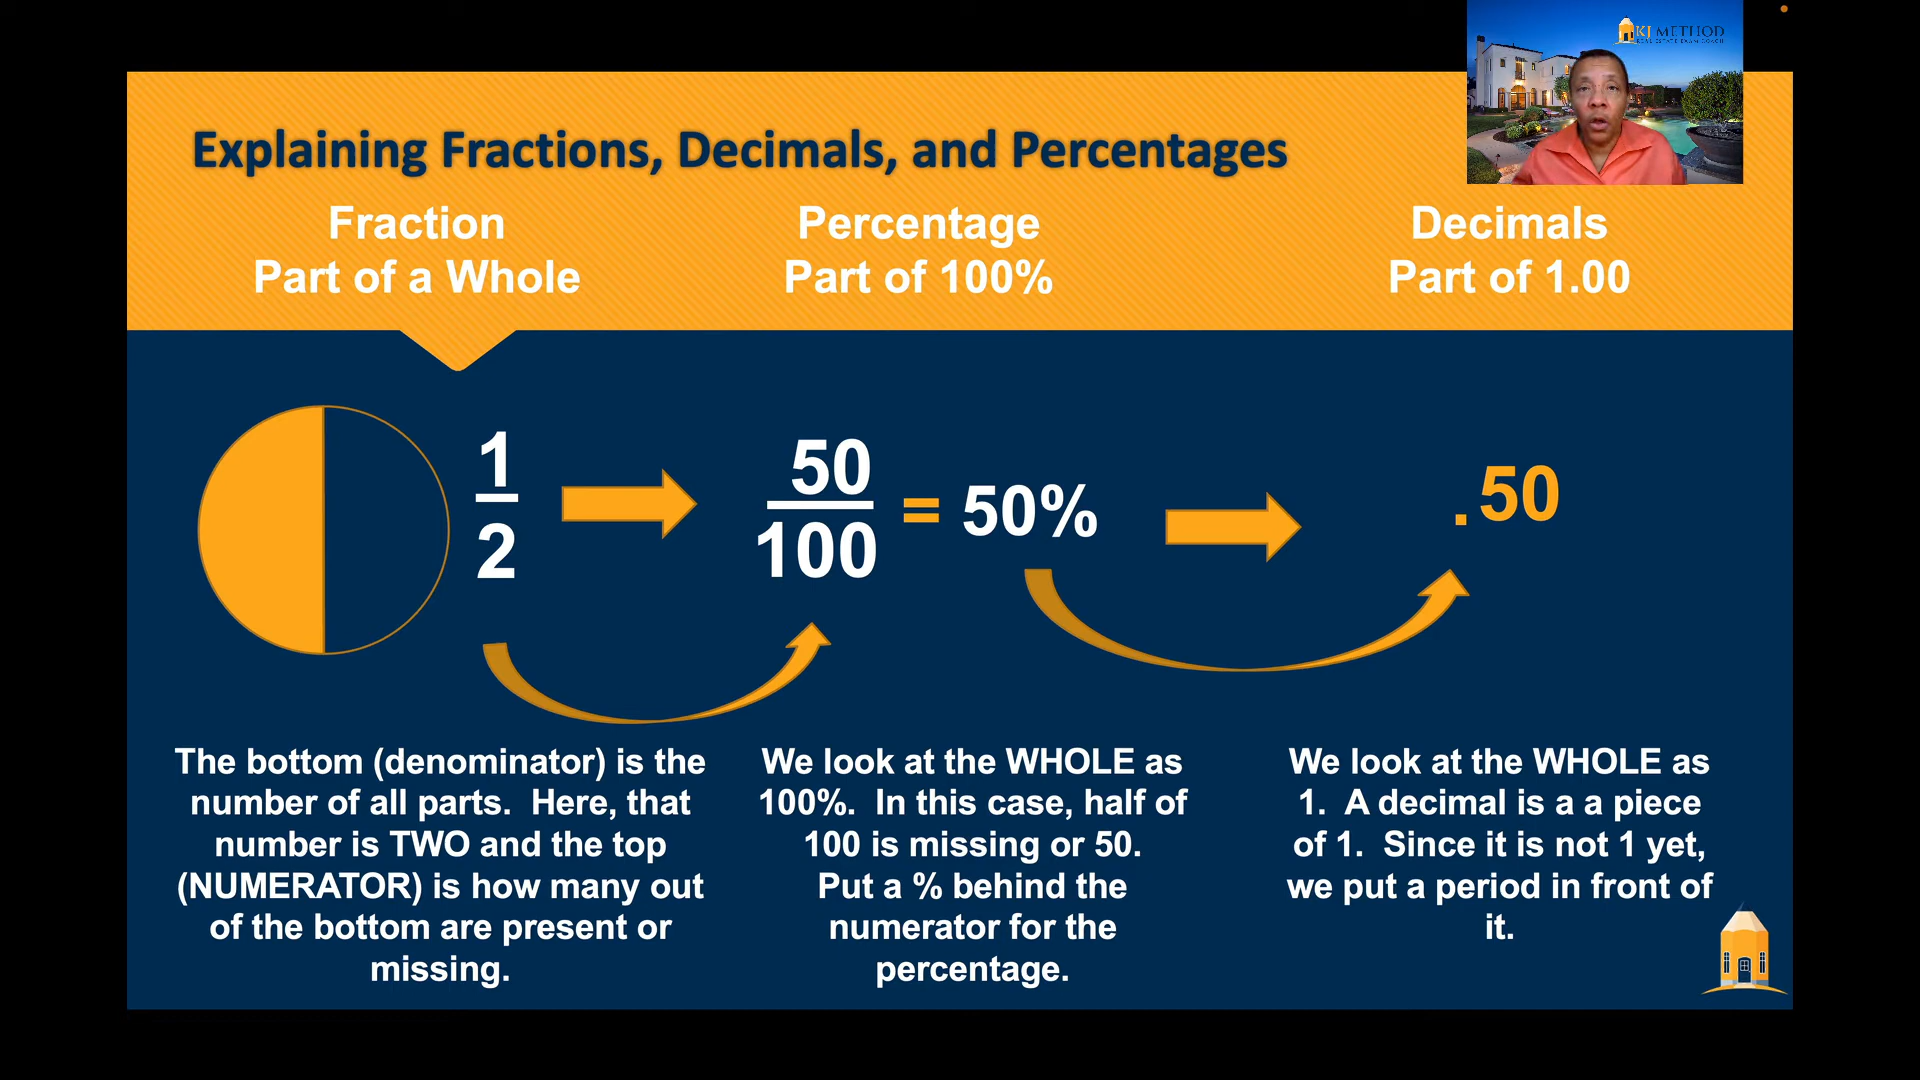 KJ METHOD
REAL ESTATE EXAM COACH
Explaining Fractions, Decimals, and Percentages
Fraction
Part of a Whole
Percentage
Part of 100%
Decimals
Part of 1.00
1
2
50
100
= 50%
.50
The bottom (denominator) is the
number of all parts. Here, that
number is TWO and the top
(NUMERATOR) is how many out
of the bottom are present or
missing.
We look at the WHOLE as
100%. In this case, half of
100 is missing or 50.
Put a % behind the
numerator for the
percentage.
We look at the WHOLE as
1. A decimal is a a piece
of 1. Since it is not 1 yet,
we put a period in front of
it.